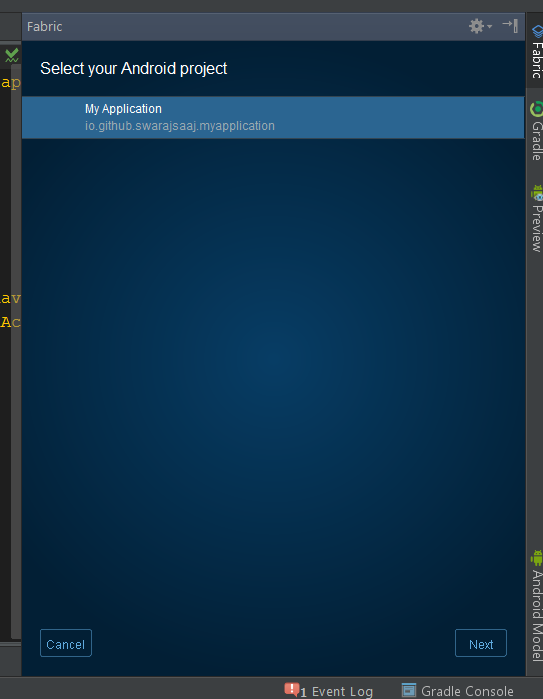 Fabric
Select your Android project
My Application
io.github.swarajsaaj.myapplication
Cancel
Next
ap
av
Ac
Fabric
Gradle
Preview
Android Model
1 Event Log
Gradle Console